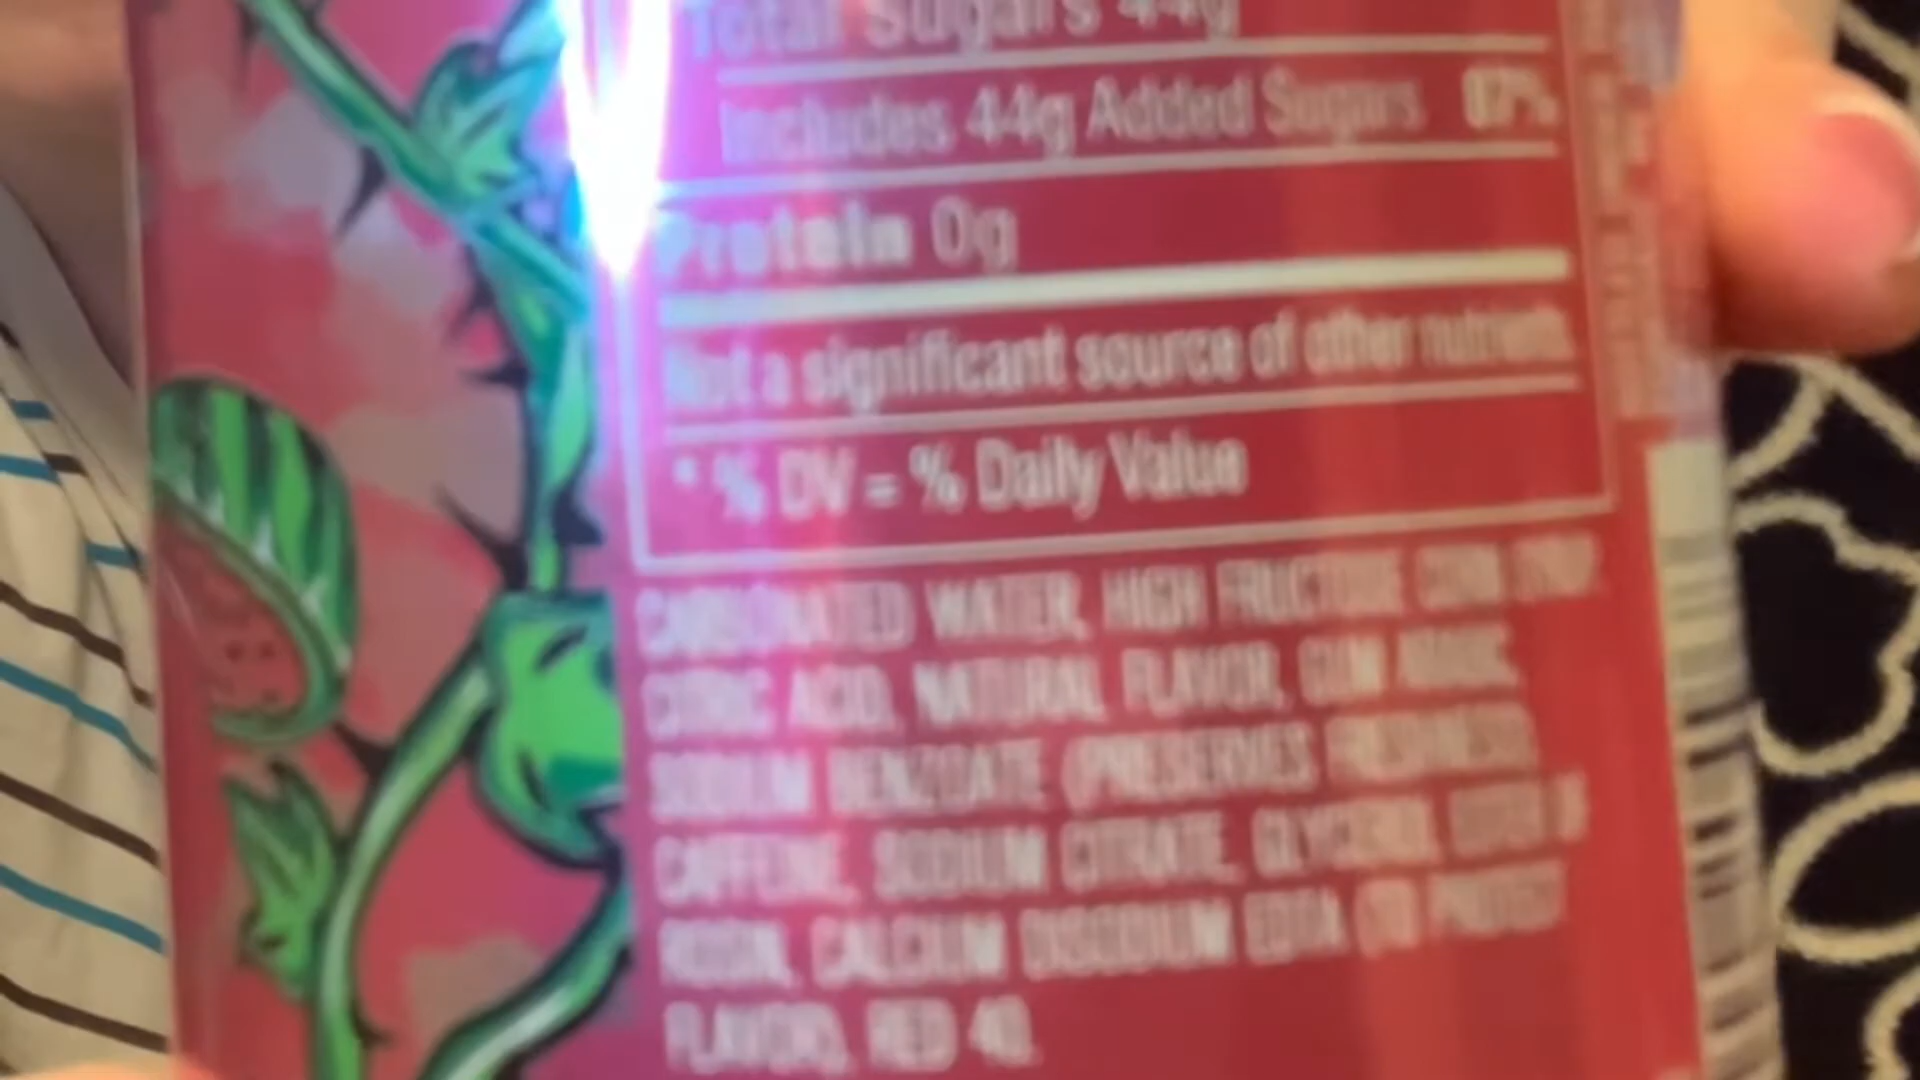 Total Sugars 44g
Includes 44g Added Sugars 87%
Protein 0g
Not a significant source of other nutrients.
* % DV = % Daily Value
CARBONATED WATER, HIGH FRUCTOSE CORN SYRUP,
CITRIC ACID, NATURAL FLAVOR, GUM ARABIC,
SODIUM BENZOATE (PRESERVES FRESHNESS),
CAFFEINE, SODIUM CITRATE, GLYCEROL ESTER OF
ROSIN, CALCIUM DISODIUM EDTA (TO PROTECT
FLAVOR), RED 40.